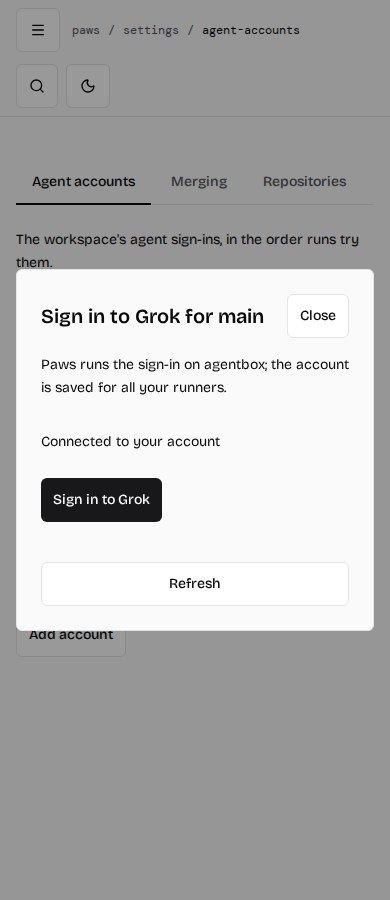 paws / settings / agent-accounts
Agent accounts
Merging
Repositories
The workspace's agent sign-ins, in the order runs try
them.
Sign in to Grok for main
Close
Paws runs the sign-in on agentbox; the account
is saved for all your runners.
Connected to your account
Sign in to Grok
Refresh
Add account